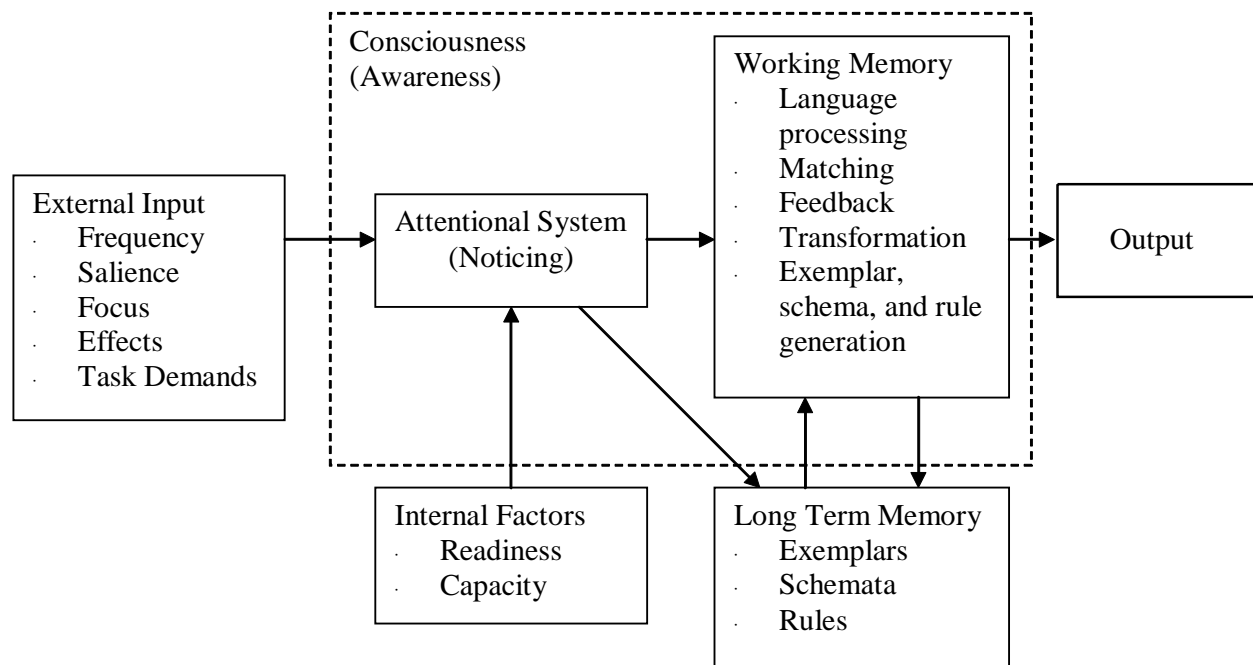 Consciousness
(Awareness)
Working Memory
· Language
processing
· Matching
· Feedback
· Transformation
· Exemplar,
schema, and rule
generation
External Input
· Frequency
· Salience
· Focus
· Effects
· Task Demands
Attentional System
(Noticing)
Output
Internal Factors
· Readiness
· Capacity
Long Term Memory
· Exemplars
· Schemata
· Rules